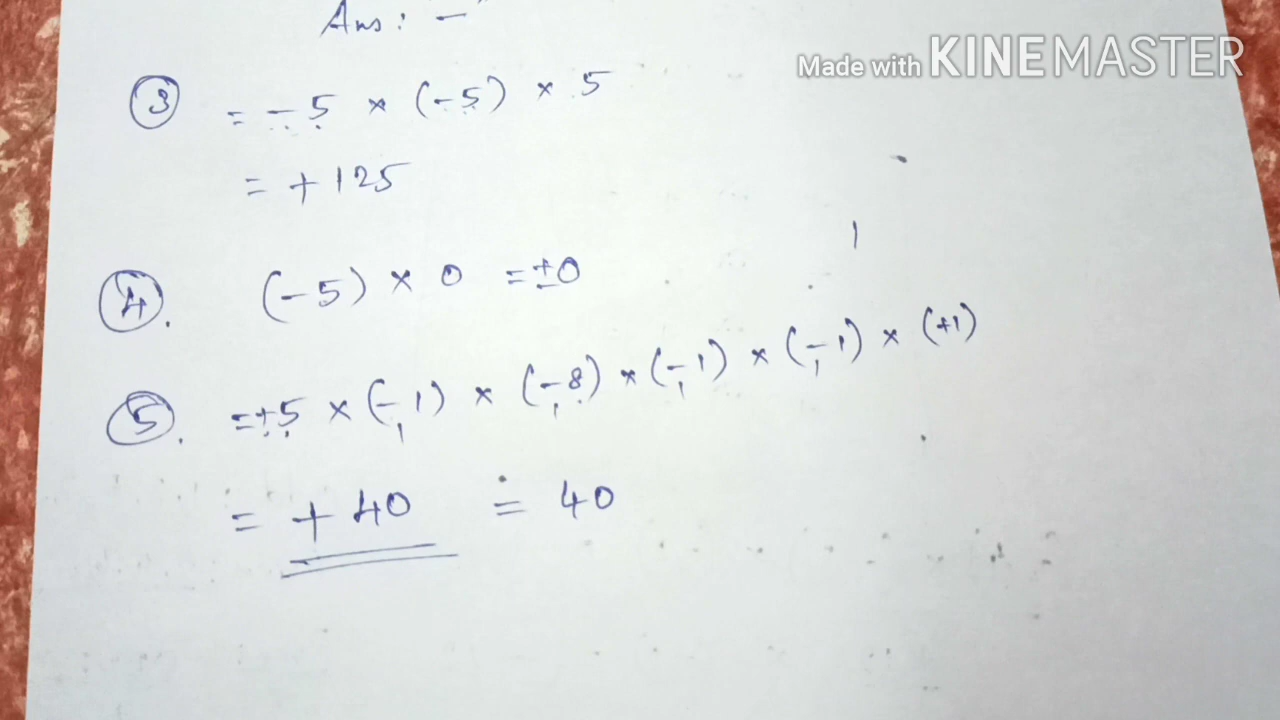 Ans: -
Made with KINEMASTER
③ = -5 × (-5) × 5
= +125
④. (-5) × 0 = ±0
⑤. = +5 × (-1) × (-8) × (-1) × (-1) × (+1)
= +40 = 40